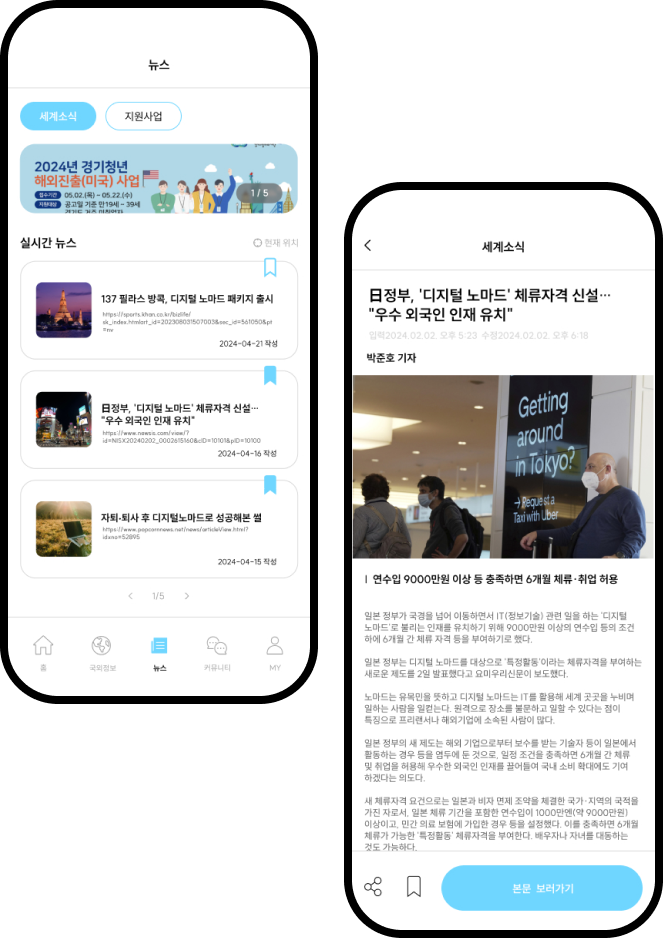 뉴스
세계소식
지원사업
2024년 경기청년
해외진출(미국) 사업
접수기간 05.02.(목) ~ 05.22.(수)
지원대상 공고일 기준 만19세 ~ 39세
경기도 거주 미취업자
1 / 5
실시간 뉴스
현재 위치
137 필라스 방콕, 디지털 노마드 패키지 출시
https://sports.khan.co.kr/bizlife/
sk_index.html?art_id=202308031507003&sec_id=561050&pt
=nv
2024-04-21 작성
日정부, '디지털 노마드' 체류자격 신설…
"우수 외국인 인재 유치"
https://www.newsis.com/view/?
id=NISX20240202_0002615160&cID=10101&pID=10100
2024-04-16 작성
자퇴·퇴사 후 디지털노마드로 성공해본 썰
https://www.popcornnews.net/news/articleView.html?
idxno=52895
2024-04-15 작성
1/5
홈
국외정보
뉴스
커뮤니티
MY
세계소식
日정부, '디지털 노마드' 체류자격 신설…
"우수 외국인 인재 유치"
입력2024.02.02. 오후 5:23 수정2024.02.02. 오후 6:18
박준호 기자
Getting
around
in Tokyo?
→ Request a
Taxi with Uber
| 연수입 9000만원 이상 등 충족하면 6개월 체류·취업 허용
일본 정부가 국경을 넘어 이동하면서 IT(정보기술) 관련 일을 하는 '디지털
노마드'로 불리는 인재를 유치하기 위해 9000만원 이상의 연수입 등의 조건
하에 6개월 간 체류 자격 등을 부여하기로 했다.
일본 정부는 디지털 노마드를 대상으로 '특정활동'이라는 체류자격을 부여하는
새로운 제도를 2일 발표했다고 요미우리신문이 보도했다.
노마드는 유목민을 뜻하고 디지털 노마드는 IT를 활용해 세계 곳곳을 누비며
일하는 사람을 일컫는다. 원격으로 장소를 불문하고 일할 수 있다는 점이
특징으로 프리랜서나 해외기업에 소속된 사람이 많다.
일본 정부의 새 제도는 해외 기업으로부터 보수를 받는 기술자 등이 일본에서
활동하는 경우 등을 염두에 둔 것으로, 일정 조건을 충족하면 6개월 간 체류
및 취업을 허용해 우수한 외국인 인재를 끌어들여 국내 소비 확대에도 기여
하겠다는 의도다.
새 체류자격 요건으로는 일본과 비자 면제 조약을 체결한 국가·지역의 국적을
가진 자로서, 일본 체류 기간을 포함한 연수입이 1000만엔(약 9000만원)
이상이고, 민간 의료 보험에 가입한 경우 등을 설정했다. 이를 충족하면 6개월
체류가 가능한 '특정활동' 체류자격을 부여한다. 배우자나 자녀를 대동하는
것도 가능하다.
본문 보러가기